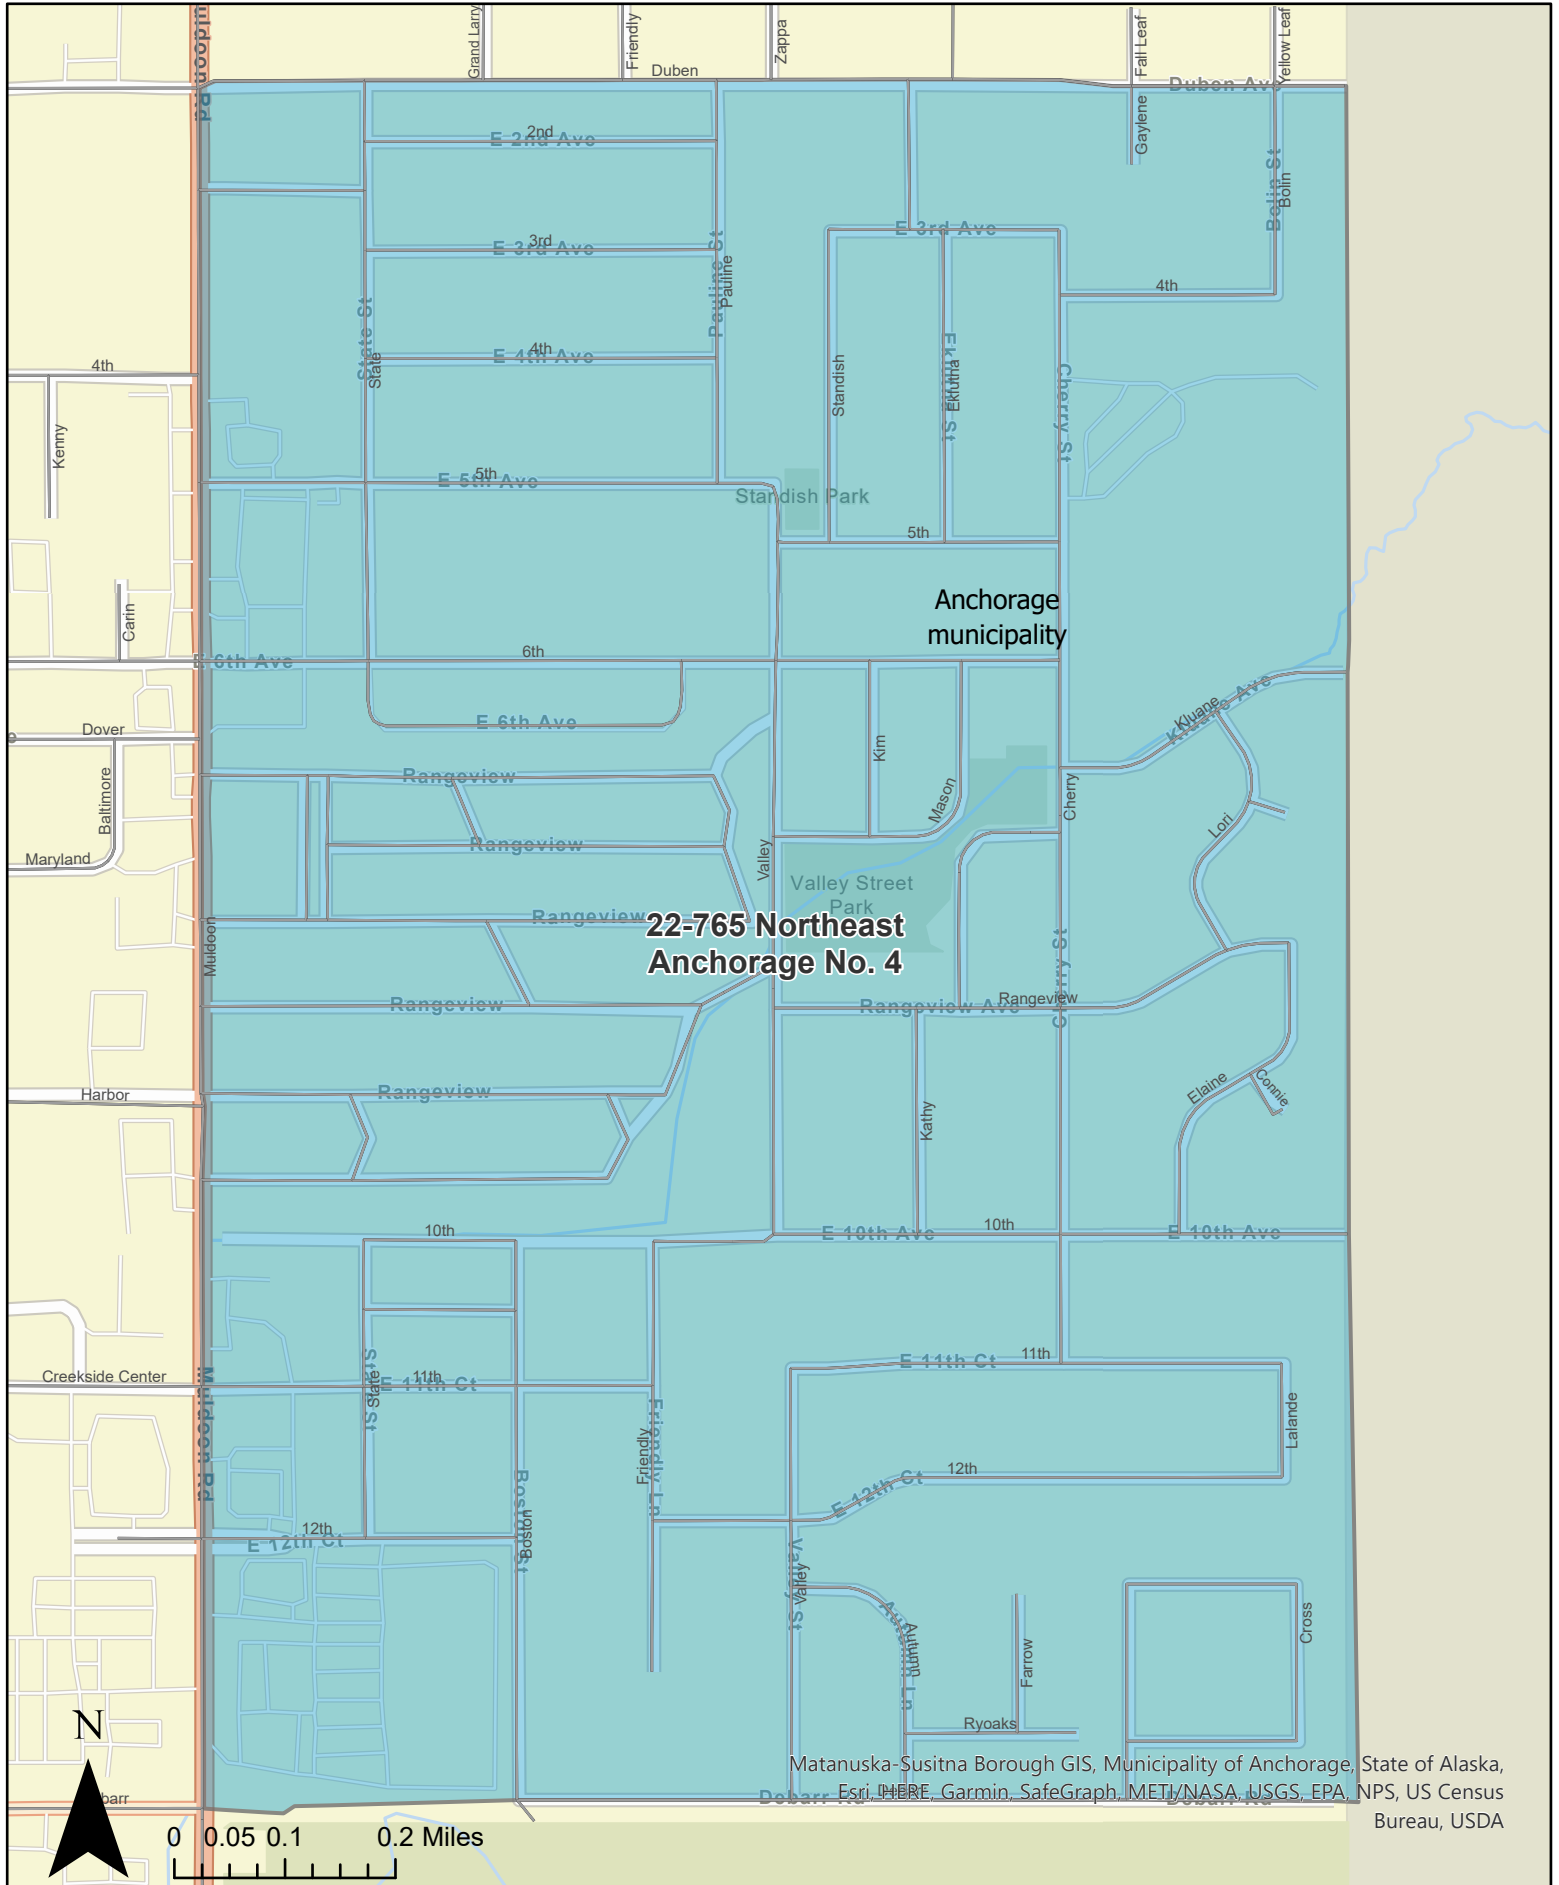 Muldoon Rd
Grand Larry
Friendly
Zappa
Fall Leaf
Yellow Leaf
Duben
Duben Ave
Gaylene
2nd
E 2nd Ave
Bolin St
Bolin
3rd
E 3rd Ave
E 3rd Ave
Pauline St
Pauline
4th
State St
State
4th
E 4th Ave
4th
Standish
Eklutna St
Eklutna
Cherry St
Kenny
5th
E 5th Ave
Standish Park
5th
Carin
Anchorage
municipality
E 6th Ave
6th
E 6th Ave
Dover
Kluane Ave
Kluane
Kim
Mason
Cherry
Baltimore
Rangeview
Rangeview
Lori
Maryland
Valley
Valley Street
Park
Rangeview
22-765 Northeast
Anchorage No. 4
Muldoon
Cherry St
Rangeview
Rangeview Ave
Rangeview
Harbor
Rangeview
Kathy
Elaine
Connie
10th
E 10th Ave
10th
E 10th Ave
Creekside Center
Muldoon Rd
State St
State
11th
E 11th Ct
E 11th Ct
11th
Lalande
Friendly
Friendly Ln
12th
E 12th Ct
12th
E 12th Ct
Boston St
Boston
Valley St
Valley
Autumn Ln
Autumn
Farrow
Cross
Ryoaks
N
barr
Debarr Rd
Debarr Rd
Matanuska-Susitna Borough GIS, Municipality of Anchorage, State of Alaska,
Esri, HERE, Garmin, SafeGraph, METI/NASA, USGS, EPA, NPS, US Census
Bureau, USDA
0 0.05 0.1 0.2 Miles